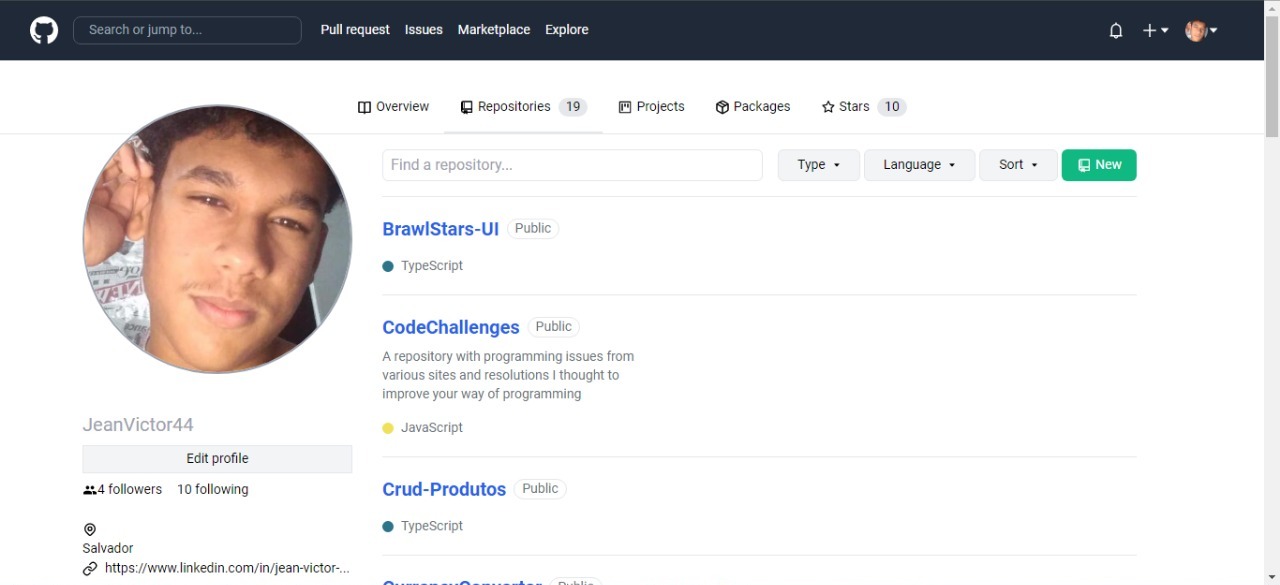 Search or jump to...
Pull request Issues Marketplace Explore
Overview
Repositories 19
Projects
Packages
Stars 10
Find a repository...
Type
Language
Sort
New
BrawlStars-UI Public
TypeScript
CodeChallenges Public
A repository with programming issues from
various sites and resolutions I thought to
improve your way of programming
JavaScript
Crud-Produtos Public
TypeScript
CurrencyConverter Public
JeanVictor44
Edit profile
4 followers 10 following
Salvador
https://www.linkedin.com/in/jean-victor-...